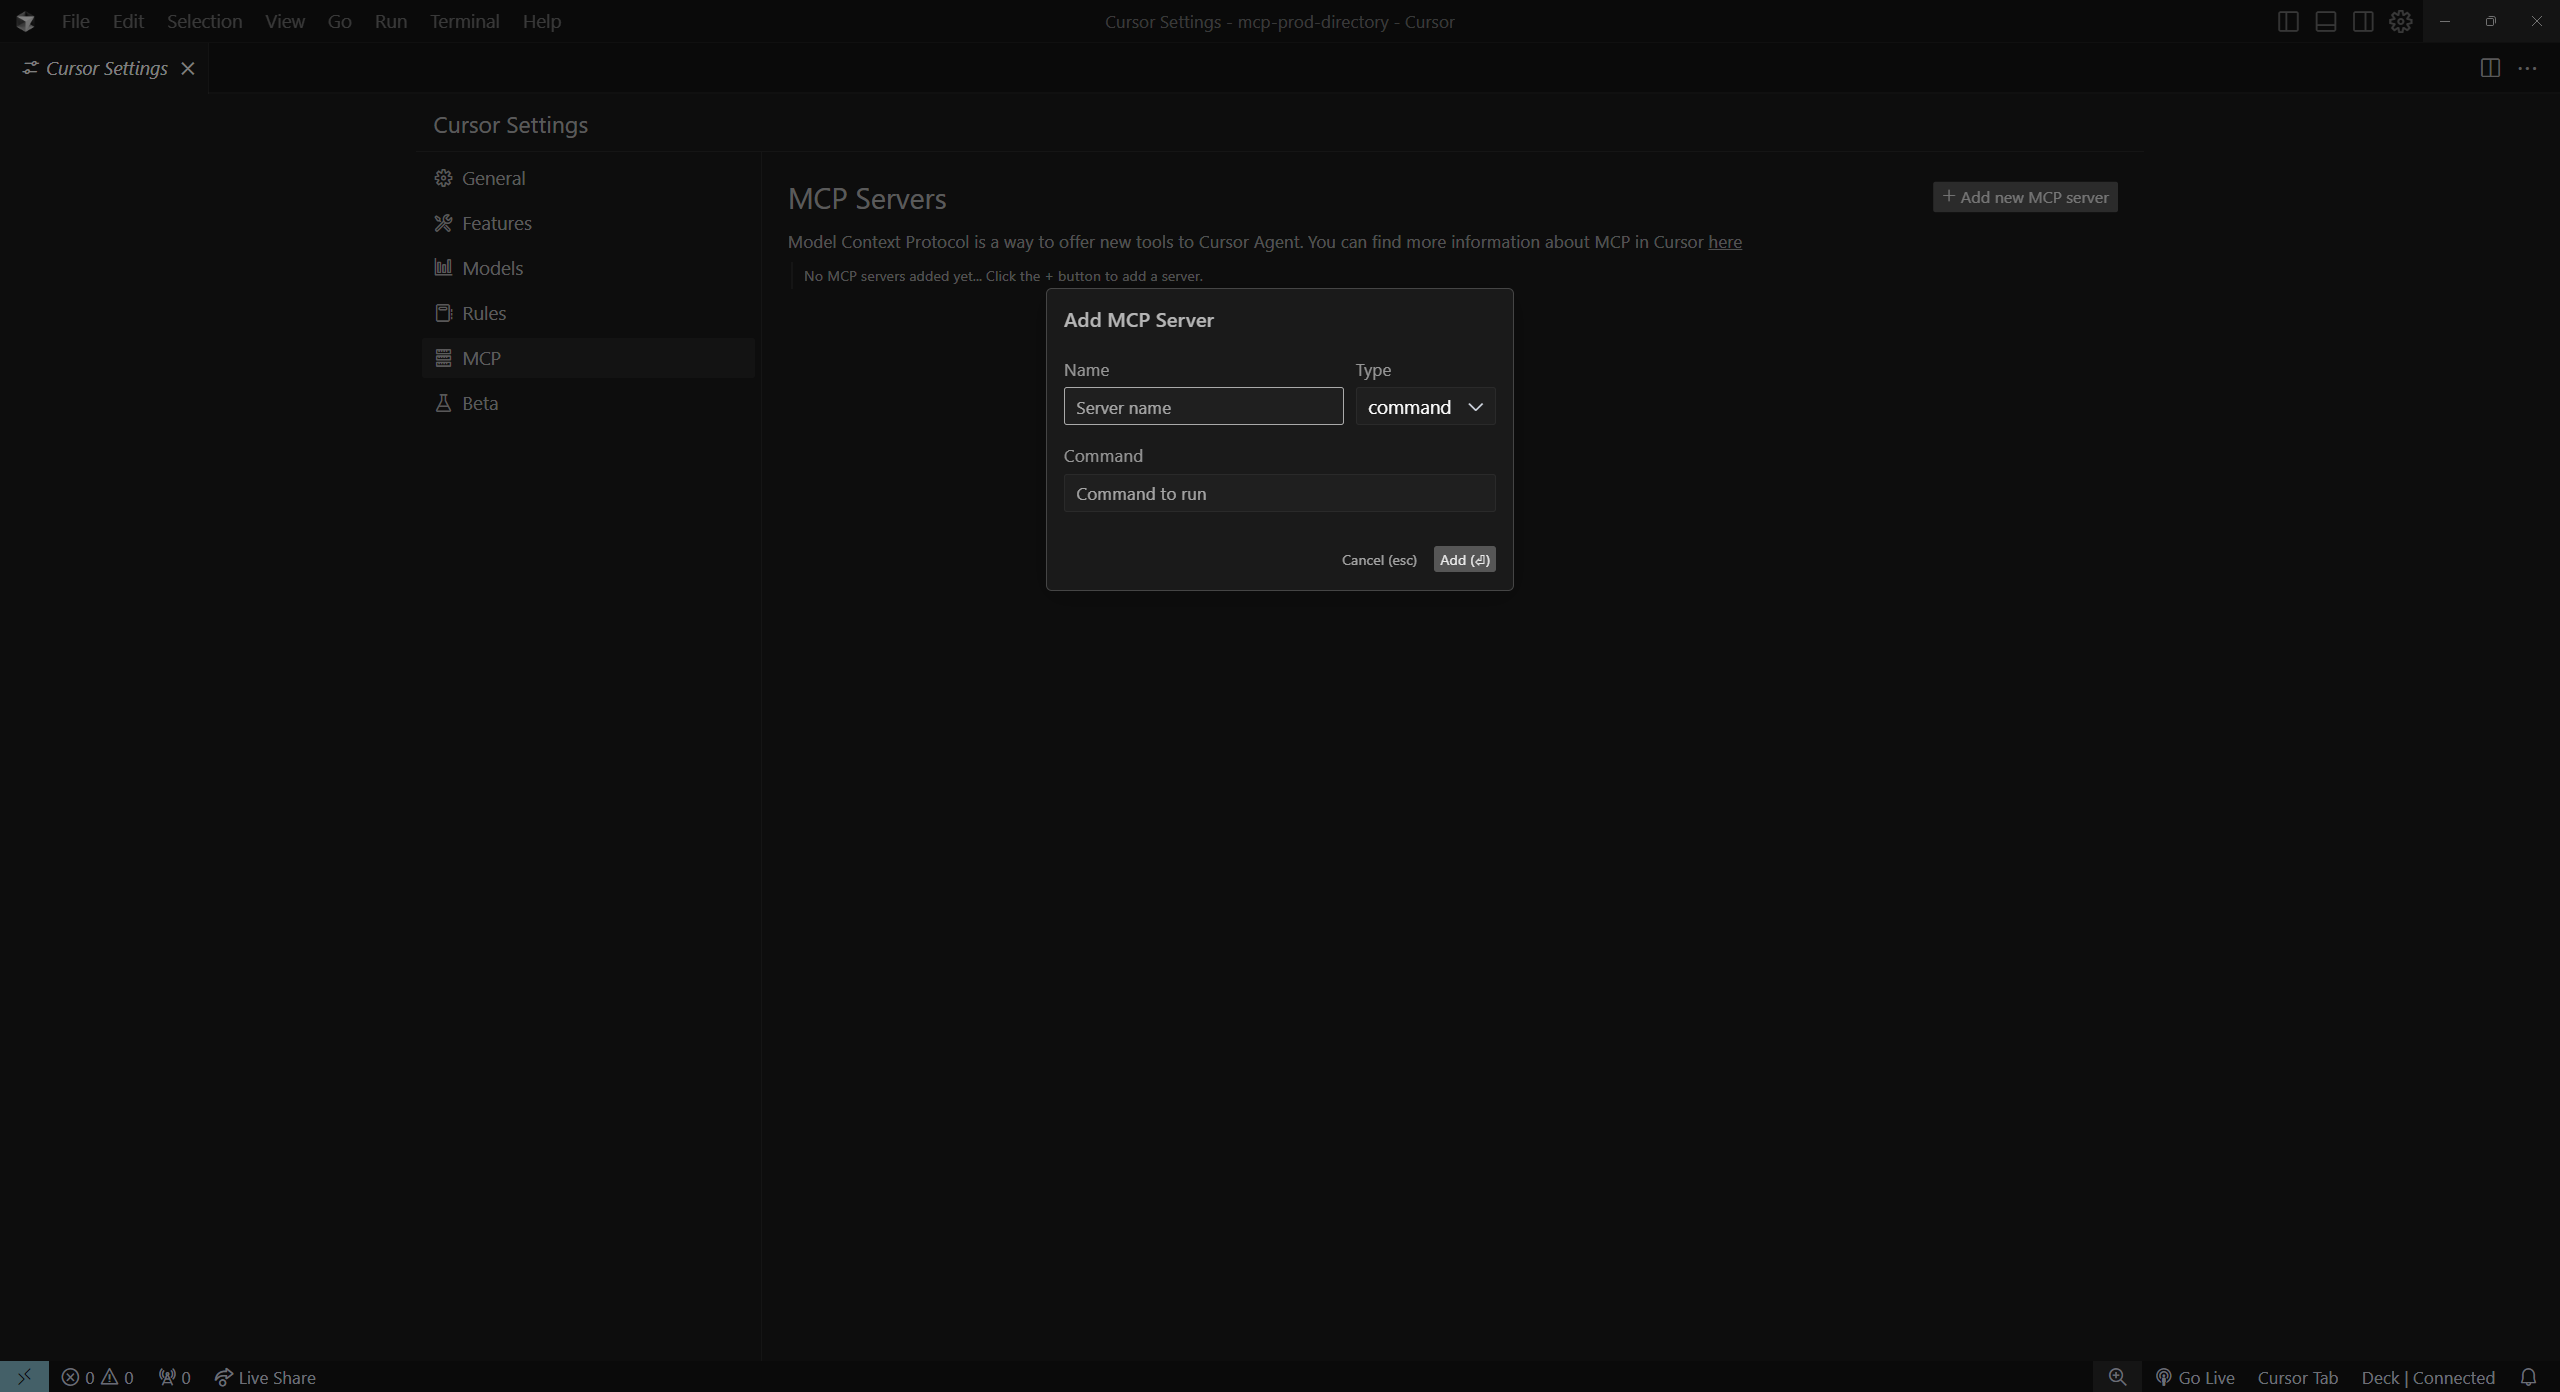 File Edit Selection View Go Run Terminal Help
Cursor Settings - mcp-prod-directory - Cursor
Cursor Settings
Cursor Settings
General
Features
Models
Rules
MCP
Beta
MCP Servers
+ Add new MCP server
Model Context Protocol is a way to offer new tools to Cursor Agent. You can find more information about MCP in Cursor here
No MCP servers added yet... Click the + button to add a server.
Add MCP Server
Name Type
Server name command
Command
Command to run
Cancel (esc) Add (⏎)
0 0 0 Live Share
Go Live Cursor Tab Deck | Connected